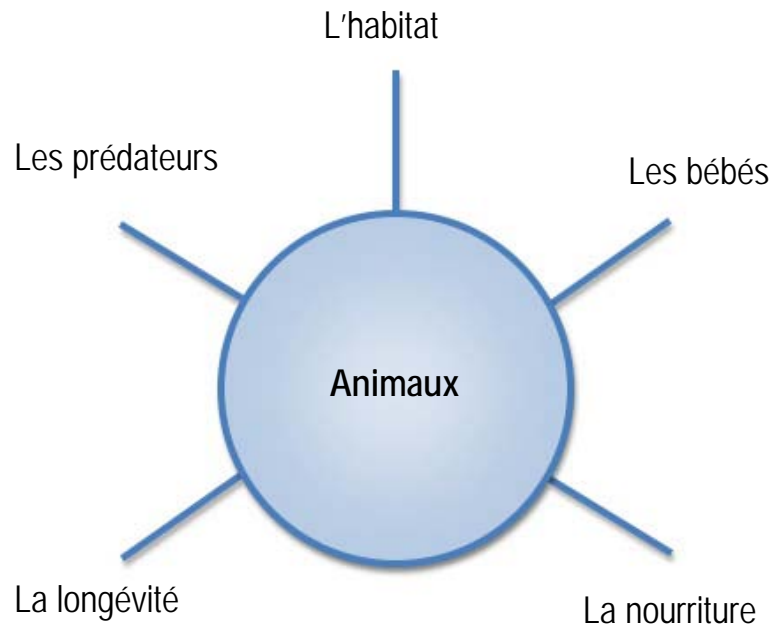 L'habitat
Les prédateurs
Les bébés
Animaux
La longévité
La nourriture